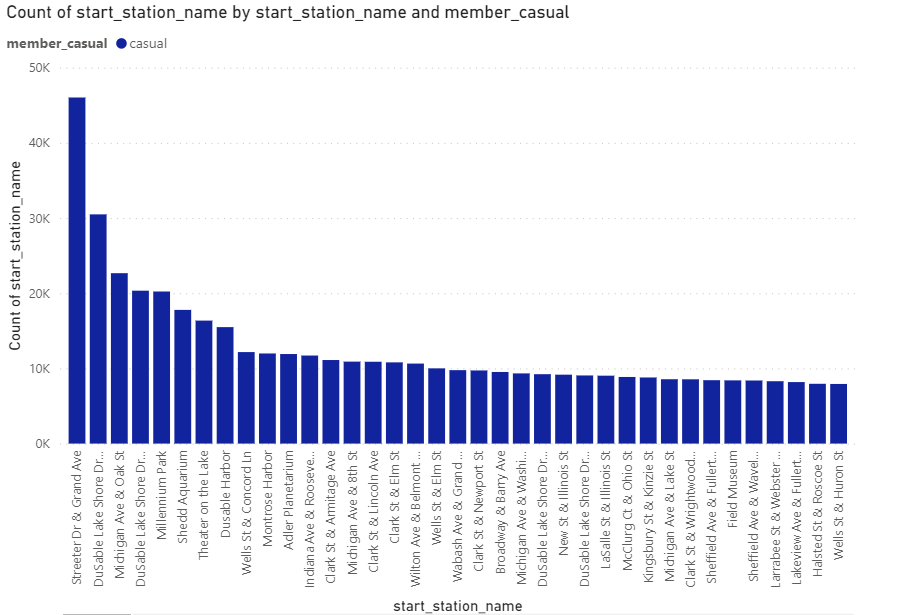 Count of start_station_name by start_station_name and member_casual
member_casual casual
50K
40K
30K
20K
10K
0K
Count of start_station_name
Streeter Dr & Grand Ave
DuSable Lake Shore Dr...
Michigan Ave & Oak St
DuSable Lake Shore Dr...
Millennium Park
Shedd Aquarium
Theater on the Lake
Dusable Harbor
Wells St & Concord Ln
Montrose Harbor
Adler Planetarium
Indiana Ave & Rooseve...
Clark St & Armitage Ave
Michigan Ave & 8th St
Clark St & Lincoln Ave
Clark St & Elm St
Wilton Ave & Belmont ...
Wells St & Elm St
Wabash Ave & Grand ...
Clark St & Newport St
Broadway & Barry Ave
Michigan Ave & Washi...
DuSable Lake Shore Dr...
New St & Illinois St
DuSable Lake Shore Dr...
LaSalle St & Illinois St
McClurg Ct & Ohio St
Kingsbury St & Kinzie St
Michigan Ave & Lake St
Clark St & Wrightwood...
Sheffield Ave & Fullert...
Field Museum
Sheffield Ave & Wavel...
Larrabee St & Webster ...
Lakeview Ave & Fullert...
Halsted St & Roscoe St
Wells St & Huron St
start_station_name